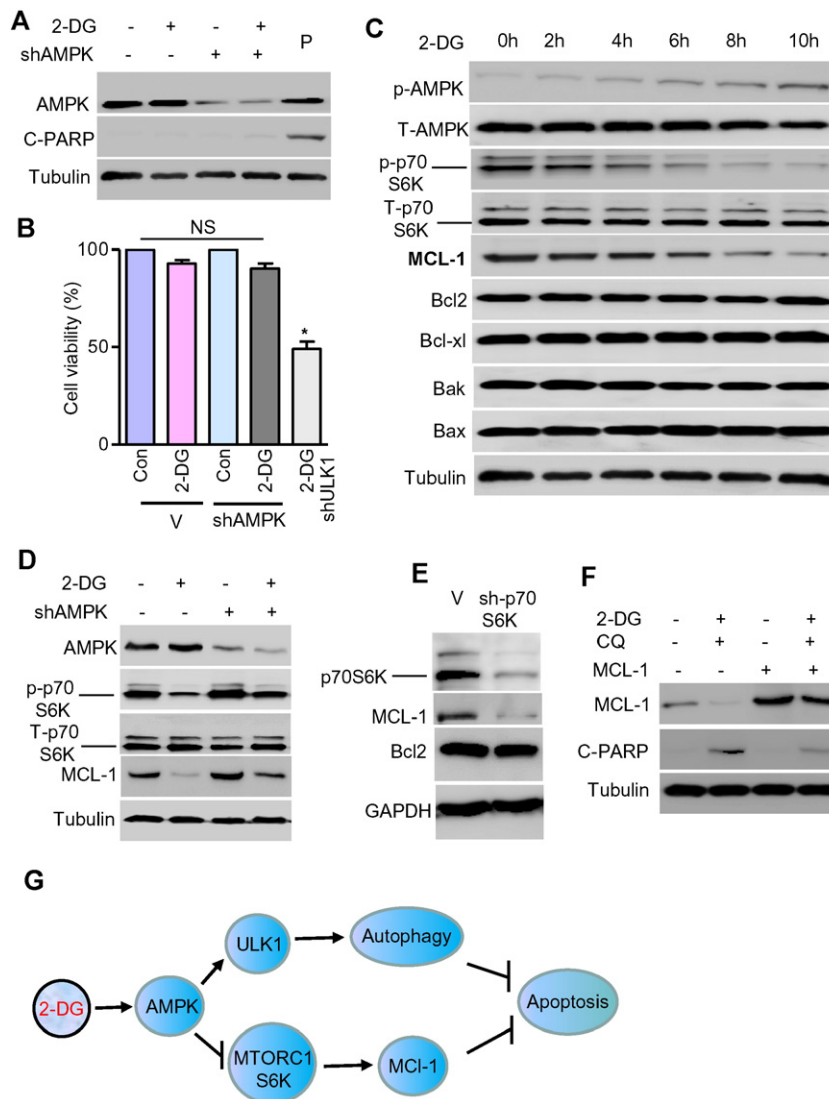 A
2-DG - + - + P
shAMPK - - + +
AMPK
C-PARP
Tubulin
B
NS
Cell viability (%)
100
50
0
*
Con
2-DG
Con
2-DG
2-DG
shULK1
V
shAMPK
C
2-DG 0h 2h 4h 6h 8h 10h
p-AMPK
T-AMPK
p-p70
S6K
T-p70
S6K
MCL-1
Bcl2
Bcl-xl
Bak
Bax
Tubulin
D
2-DG - + - +
shAMPK - - + +
AMPK
p-p70
S6K
T-p70
S6K
MCL-1
Tubulin
E
V sh-p70
S6K
p70S6K
MCL-1
Bcl2
GAPDH
F
2-DG - + - +
CQ - + - +
MCL-1 - - + +
MCL-1
C-PARP
Tubulin
G
ULK1
Autophagy
2-DG
AMPK
Apoptosis
MTORC1
S6K
MCl-1